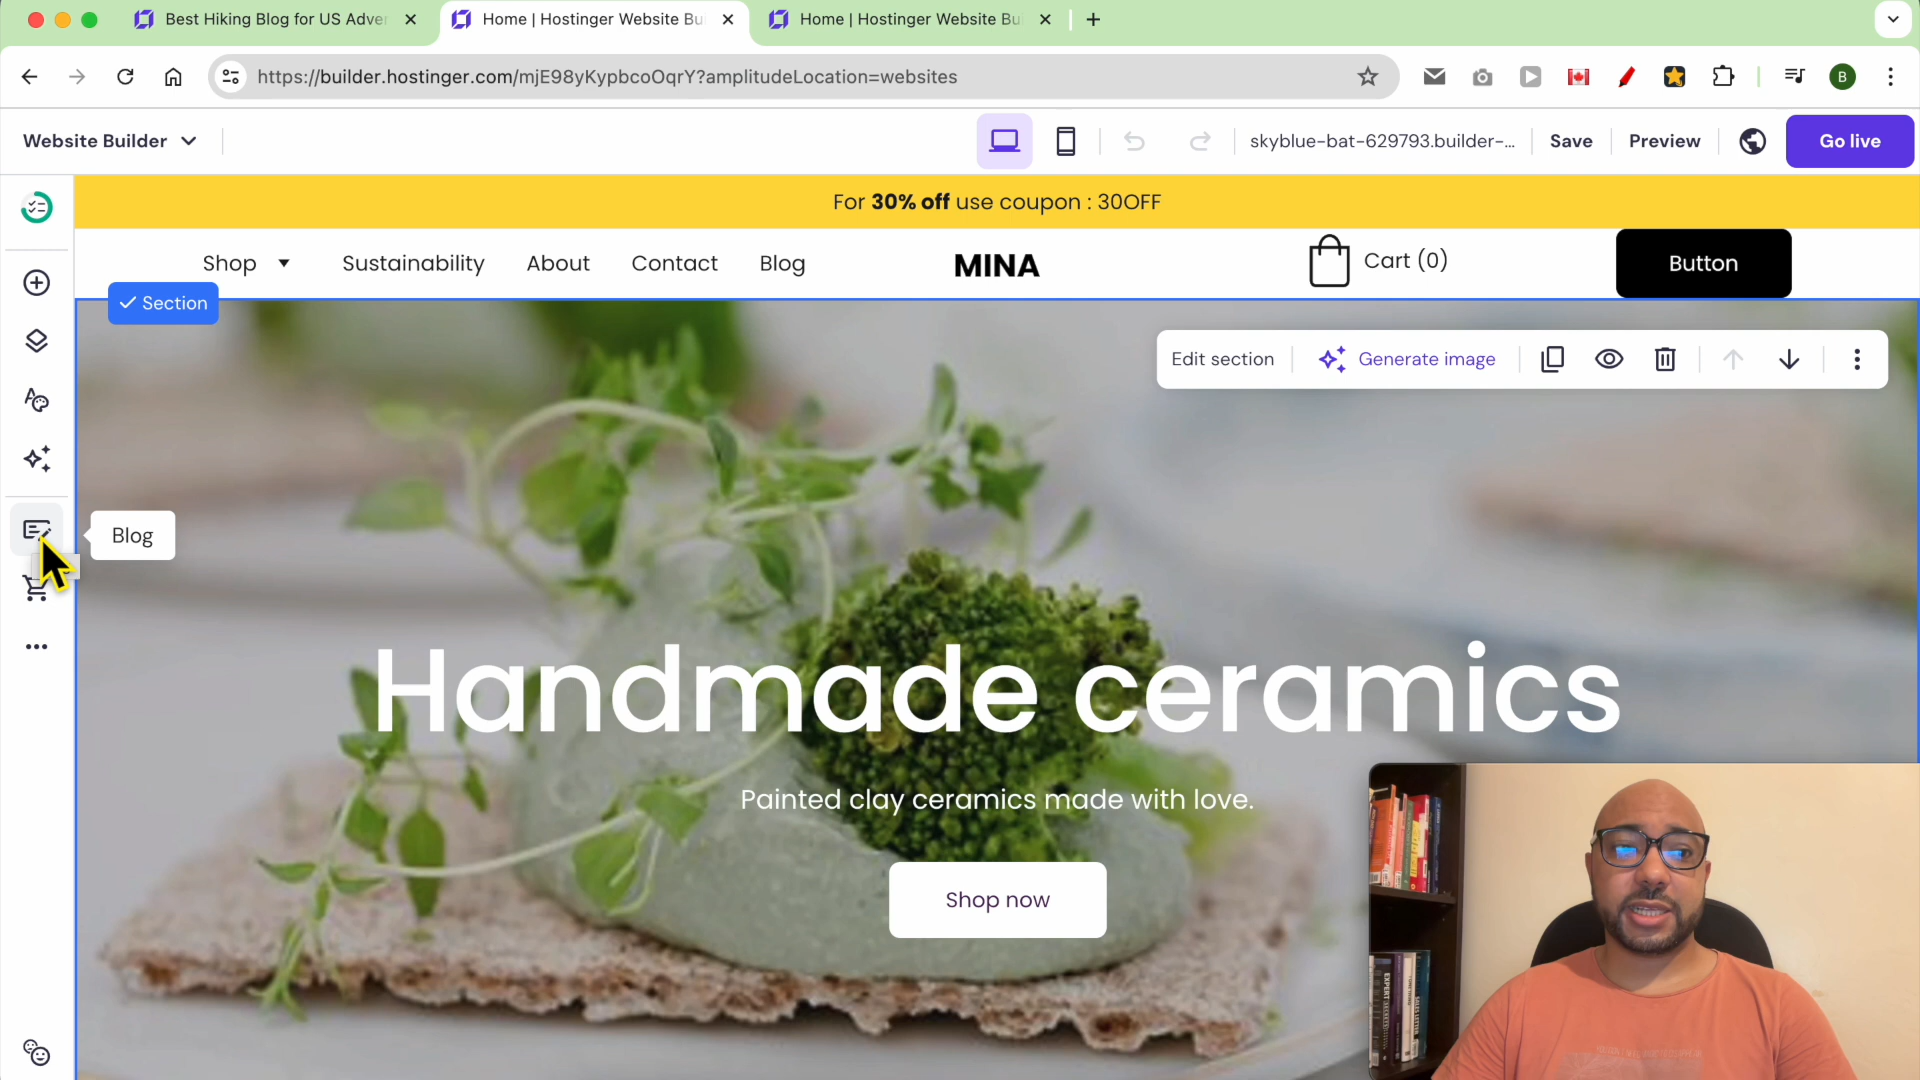 Best Hiking Blog for US Adve
Home | Hostinger Website Bu
Home | Hostinger Website Bu
https://builder.hostinger.com/mjE98yKypbcoOqrY?amplitudeLocation=websites
B
Website Builder
skyblue-bat-629793.builder-...
Save
Preview
Go live
For 30% off use coupon : 30OFF
Shop
Sustainability
About
Contact
Blog
MINA
Cart (0)
Button
Section
Edit section
Generate image
Blog
Handmade ceramics
Painted clay ceramics made with love.
Shop now